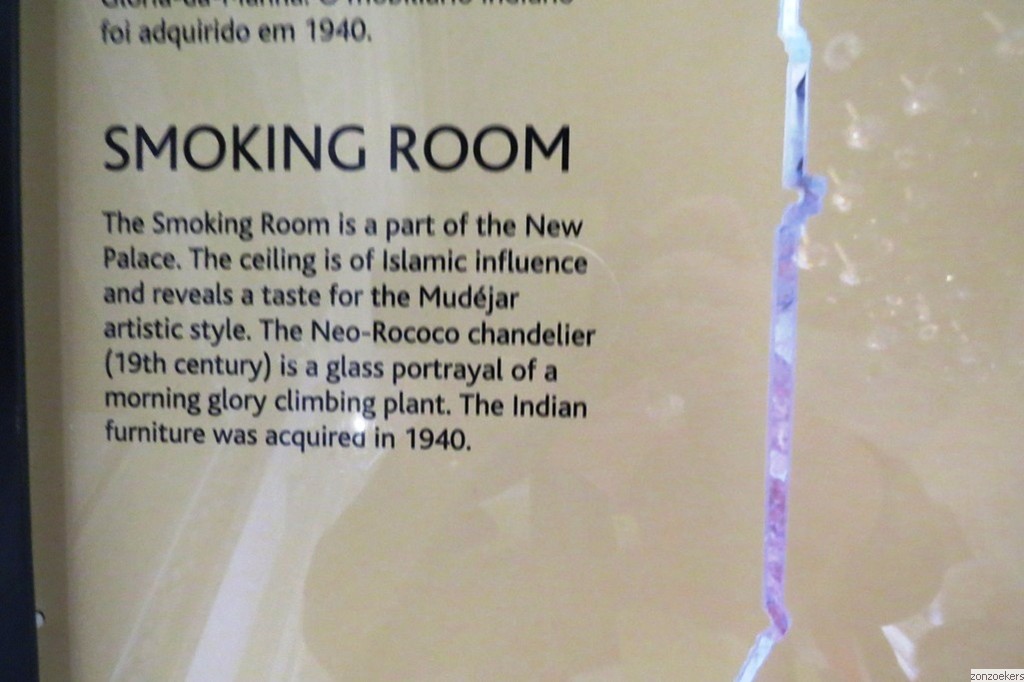 foi adquirido em 1940.
SMOKING ROOM
The Smoking Room is a part of the New
Palace. The ceiling is of Islamic influence
and reveals a taste for the Mudéjar
artistic style. The Neo-Rococo chandelier
(19th century) is a glass portrayal of a
morning glory climbing plant. The Indian
furniture was acquired in 1940.
zonzoekers